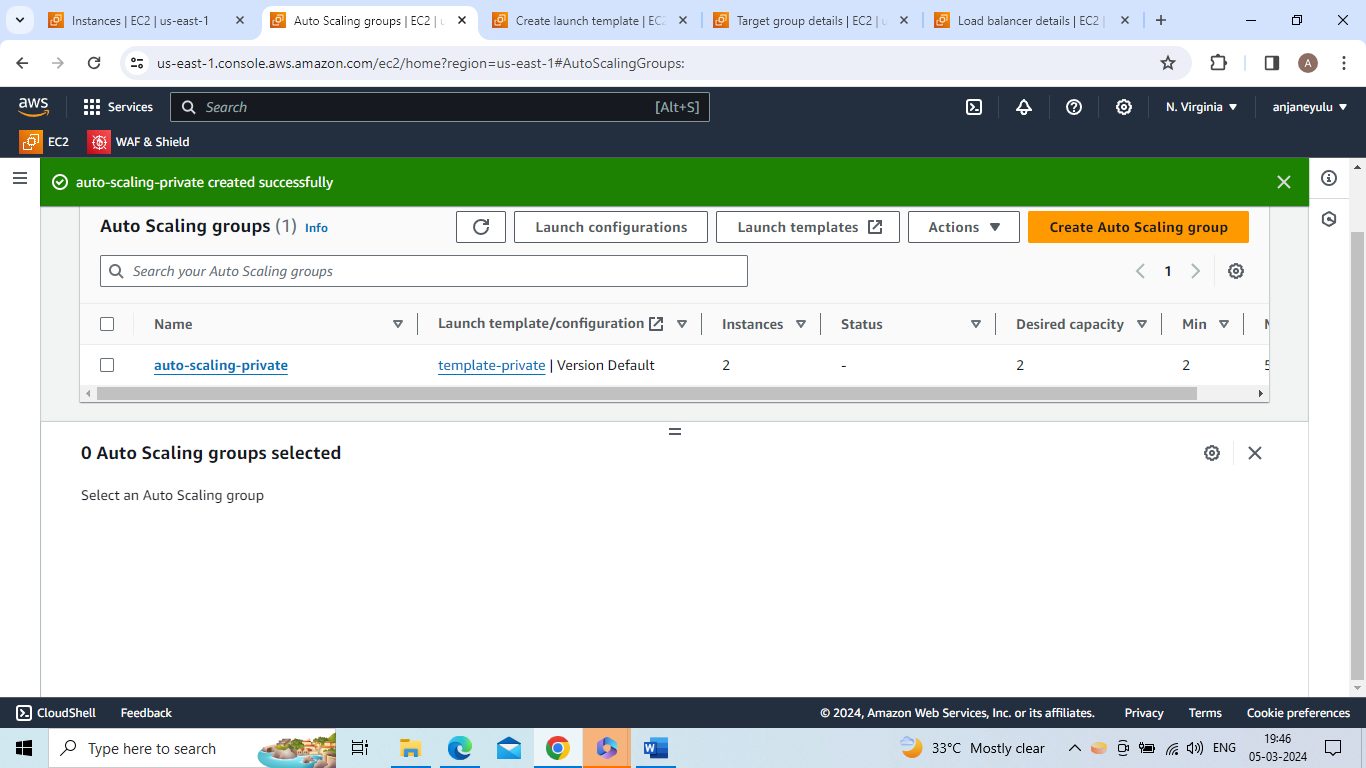 Instances | EC2 | us-east-1
Auto Scaling groups | EC2 | u
Create launch template | EC2
Target group details | EC2 | u
Load balancer details | EC2 |
us-east-1.console.aws.amazon.com/ec2/home?region=us-east-1#AutoScalingGroups:
A
aws
Services
Search
[Alt+S]
N. Virginia
anjaneyulu
EC2
WAF & Shield
auto-scaling-private created successfully
Auto Scaling groups (1) Info
Launch configurations
Launch templates
Actions
Create Auto Scaling group
Search your Auto Scaling groups
1
Name
Launch template/configuration
Instances
Status
Desired capacity
Min
auto-scaling-private
template-private | Version Default
2
-
2
2
5
0 Auto Scaling groups selected
Select an Auto Scaling group
CloudShell
Feedback
© 2024, Amazon Web Services, Inc. or its affiliates.
Privacy
Terms
Cookie preferences
Type here to search
33°C Mostly clear
ENG
19:46
05-03-2024